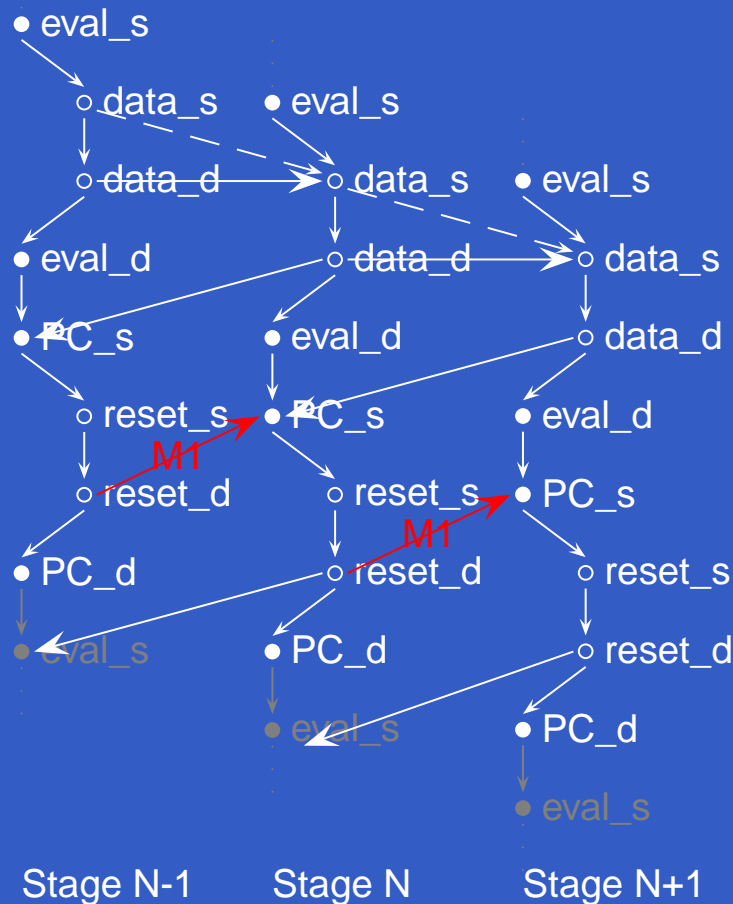 eval_s
data_s eval_s
data_d data_s eval_s
eval_d data_d data_s
PC_s eval_d data_d
reset_s PC_s eval_d
M1
reset_d reset_s PC_s
M1
PC_d reset_d reset_s
eval_s PC_d reset_d
eval_s PC_d
eval_s
Stage N-1 Stage N Stage N+1